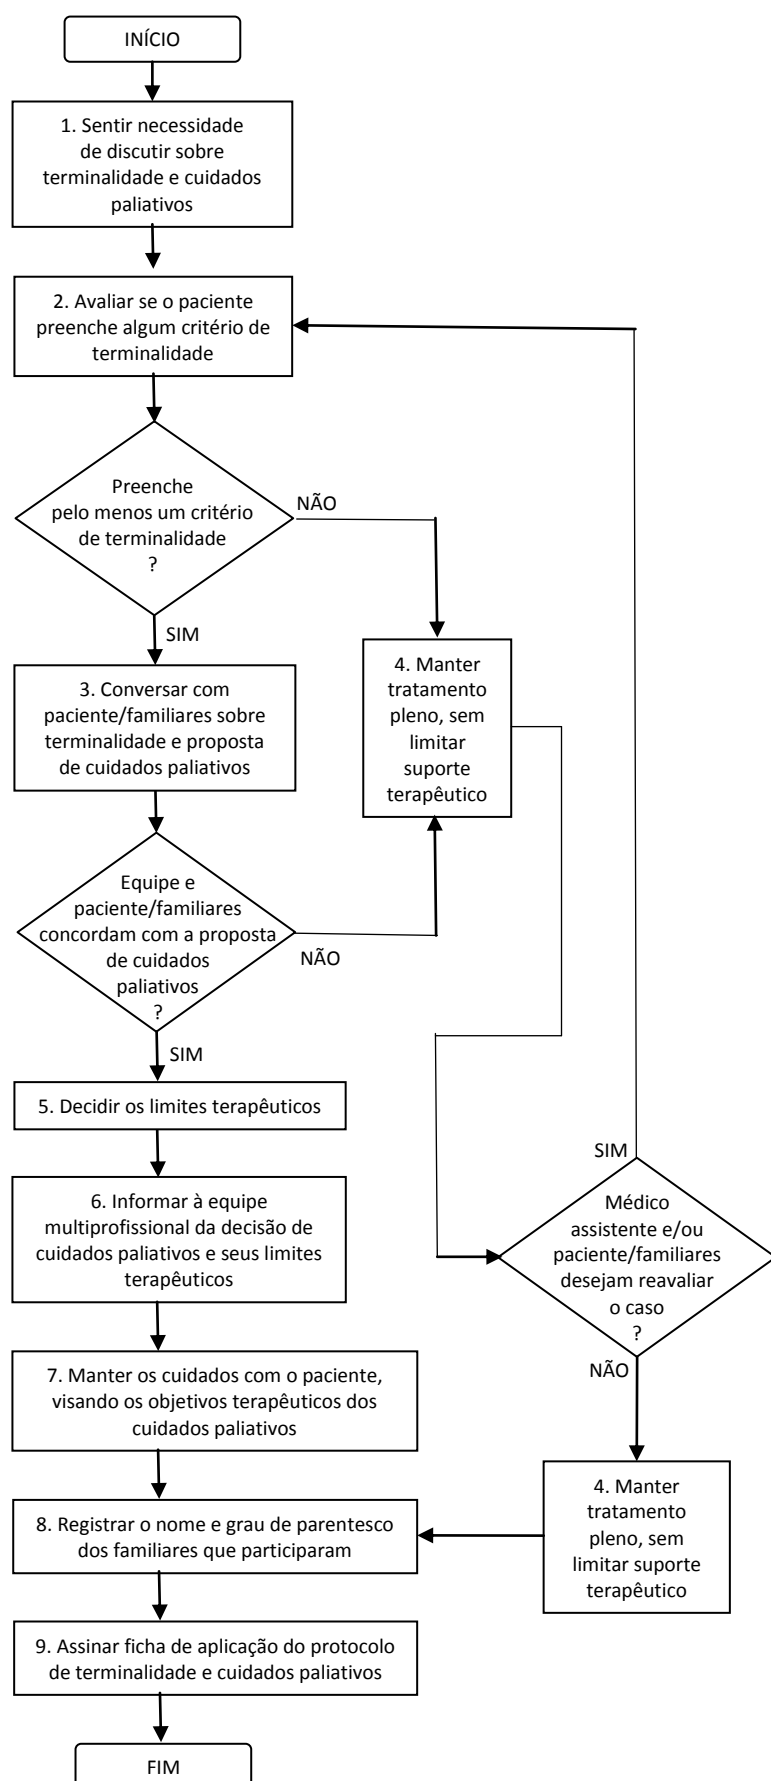 INÍCIO
1. Sentir necessidade
de discutir sobre
terminalidade e cuidados
paliativos
2. Avaliar se o paciente
preenche algum critério de
terminalidade
Preenche
pelo menos um critério
de terminalidade
?
NÃO
SIM
3. Conversar com
paciente/familiares sobre
terminalidade e proposta
de cuidados paliativos
4. Manter
tratamento
pleno, sem
limitar
suporte
terapêutico
Equipe e
paciente/familiares
concordam com a proposta
de cuidados
paliativos
?
NÃO
SIM
5. Decidir os limites terapêuticos
6. Informar à equipe
multiprofissional da decisão de
cuidados paliativos e seus limites
terapêuticos
SIM
Médico
assistente e/ou
paciente/familiares
desejam reavaliar
o caso
?
NÃO
7. Manter os cuidados com o paciente,
visando os objetivos terapêuticos dos
cuidados paliativos
4. Manter
tratamento
pleno, sem
limitar suporte
terapêutico
8. Registrar o nome e grau de parentesco
dos familiares que participaram
9. Assinar ficha de aplicação do protocolo
de terminalidade e cuidados paliativos
FIM